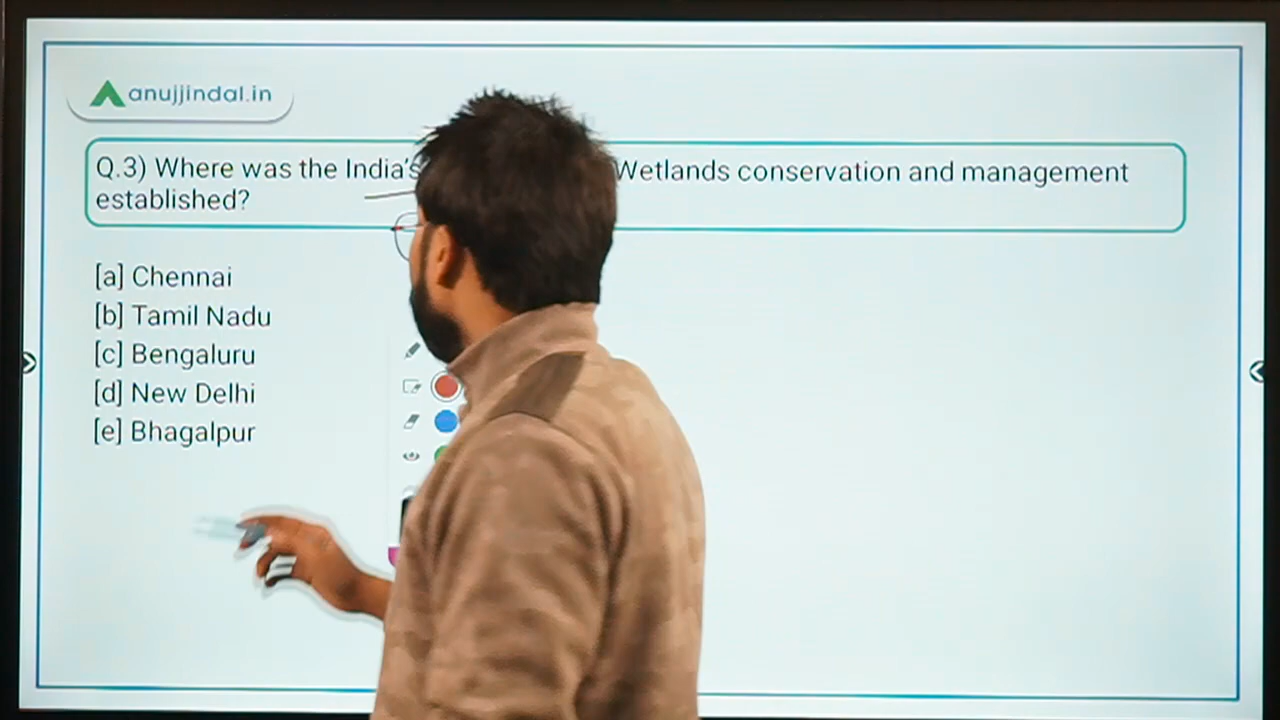 anujjindal.in
Q.3) Where was the India's Wetlands conservation and management
established?
[a] Chennai
[b] Tamil Nadu
[c] Bengaluru
[d] New Delhi
[e] Bhagalpur